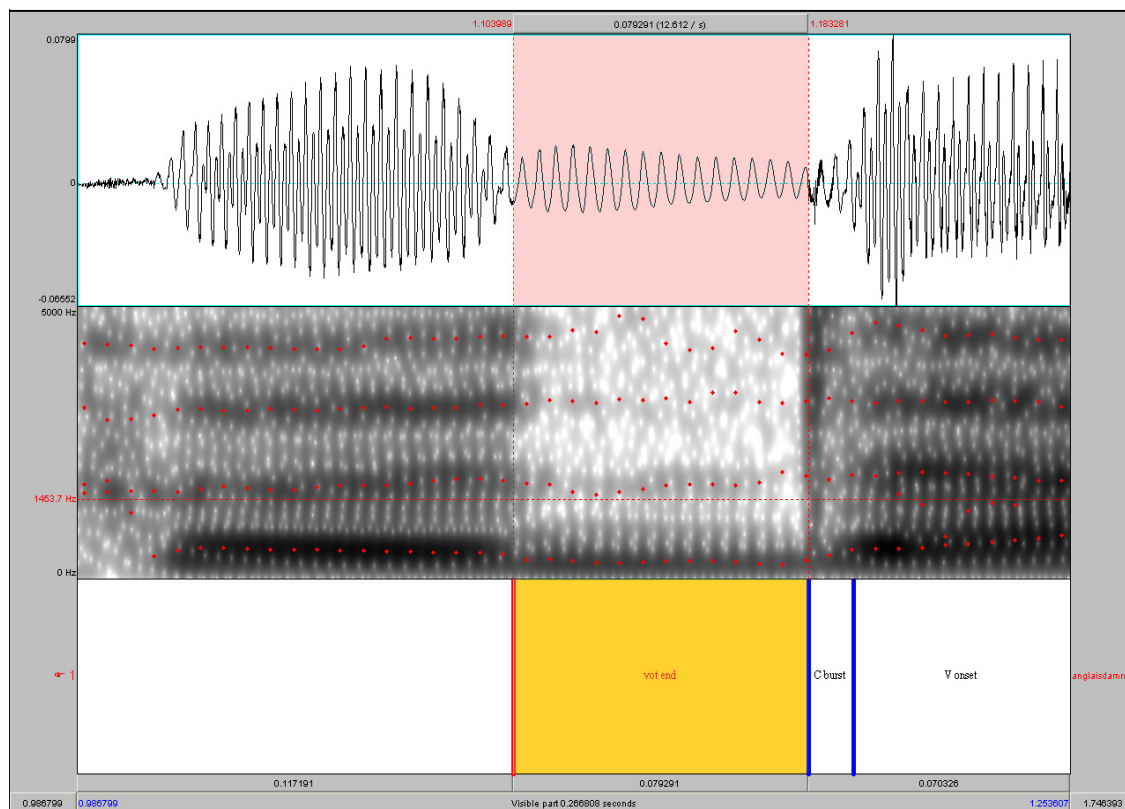 1.103989 0.079291 (12.612 / s) 1.183281
0.0799
0
-0.06552
5000 Hz
1453.7 Hz
0 Hz
1 vot end C burst V onset anglaisdamn
0.117191 0.079291 0.070326
0.986799 0.986799 Visible part 0.266808 seconds 1.253607 1.746393